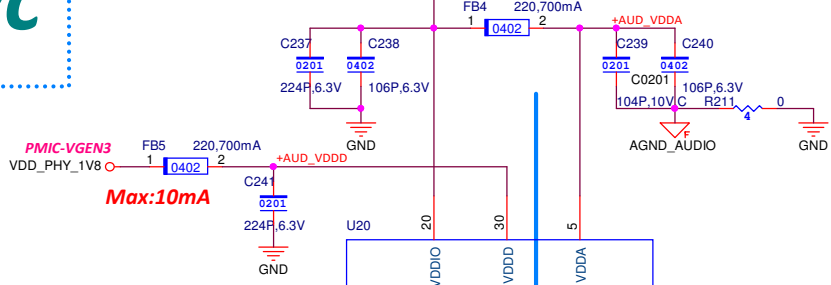 FB4 220,700mA
1 0402 2
+AUD_VDDA
C237 C238
0201 0402
224P,6.3V 106P,6.3V
GND
C239 C240
0201 0402
C0201
106P,6.3V
104P,10V,C R211 0
4
F
AGND_AUDIO
GND
PMIC-VGEN3
VDD_PHY_1V8
FB5 220,700mA
1 0402 2
+AUD_VDDD
Max:10mA
C241
0201
224P,6.3V
GND
U20
20 30 5
VDDIO VDDD VDDA